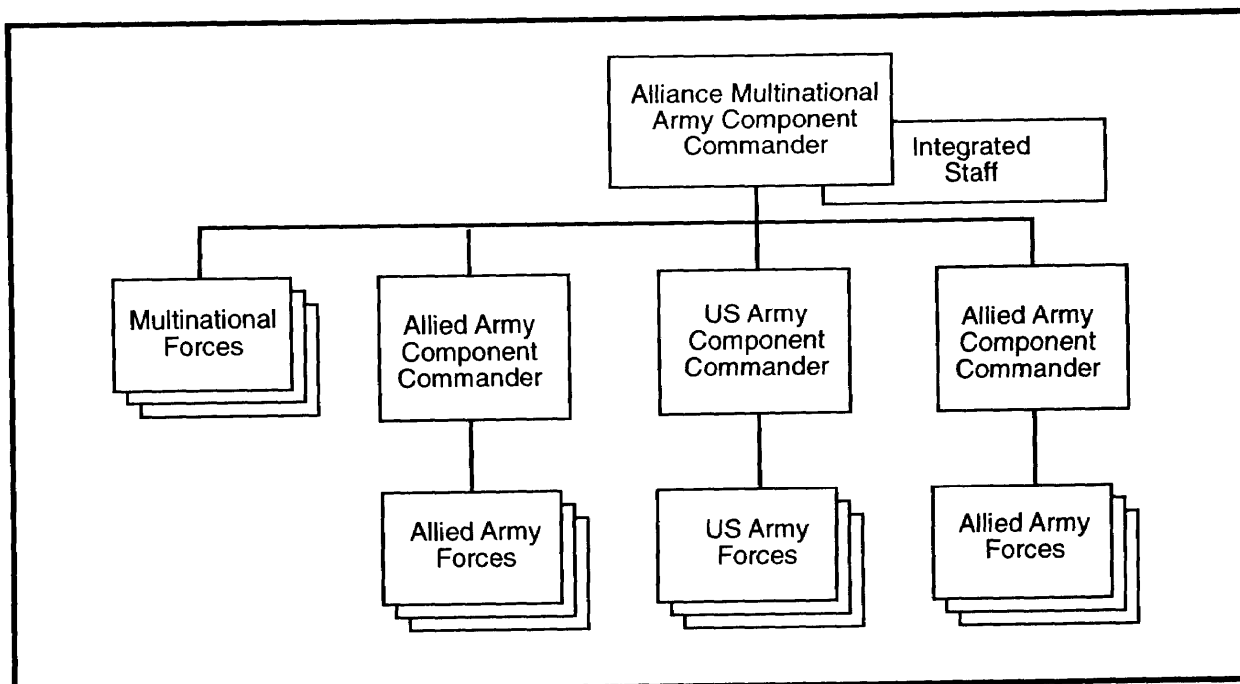 Alliance Multinational
Army Component
Commander
Integrated
Staff
Multinational
Forces
Allied Army
Component
Commander
US Army
Component
Commander
Allied Army
Component
Commander
Allied Army
Forces
US Army
Forces
Allied Army
Forces